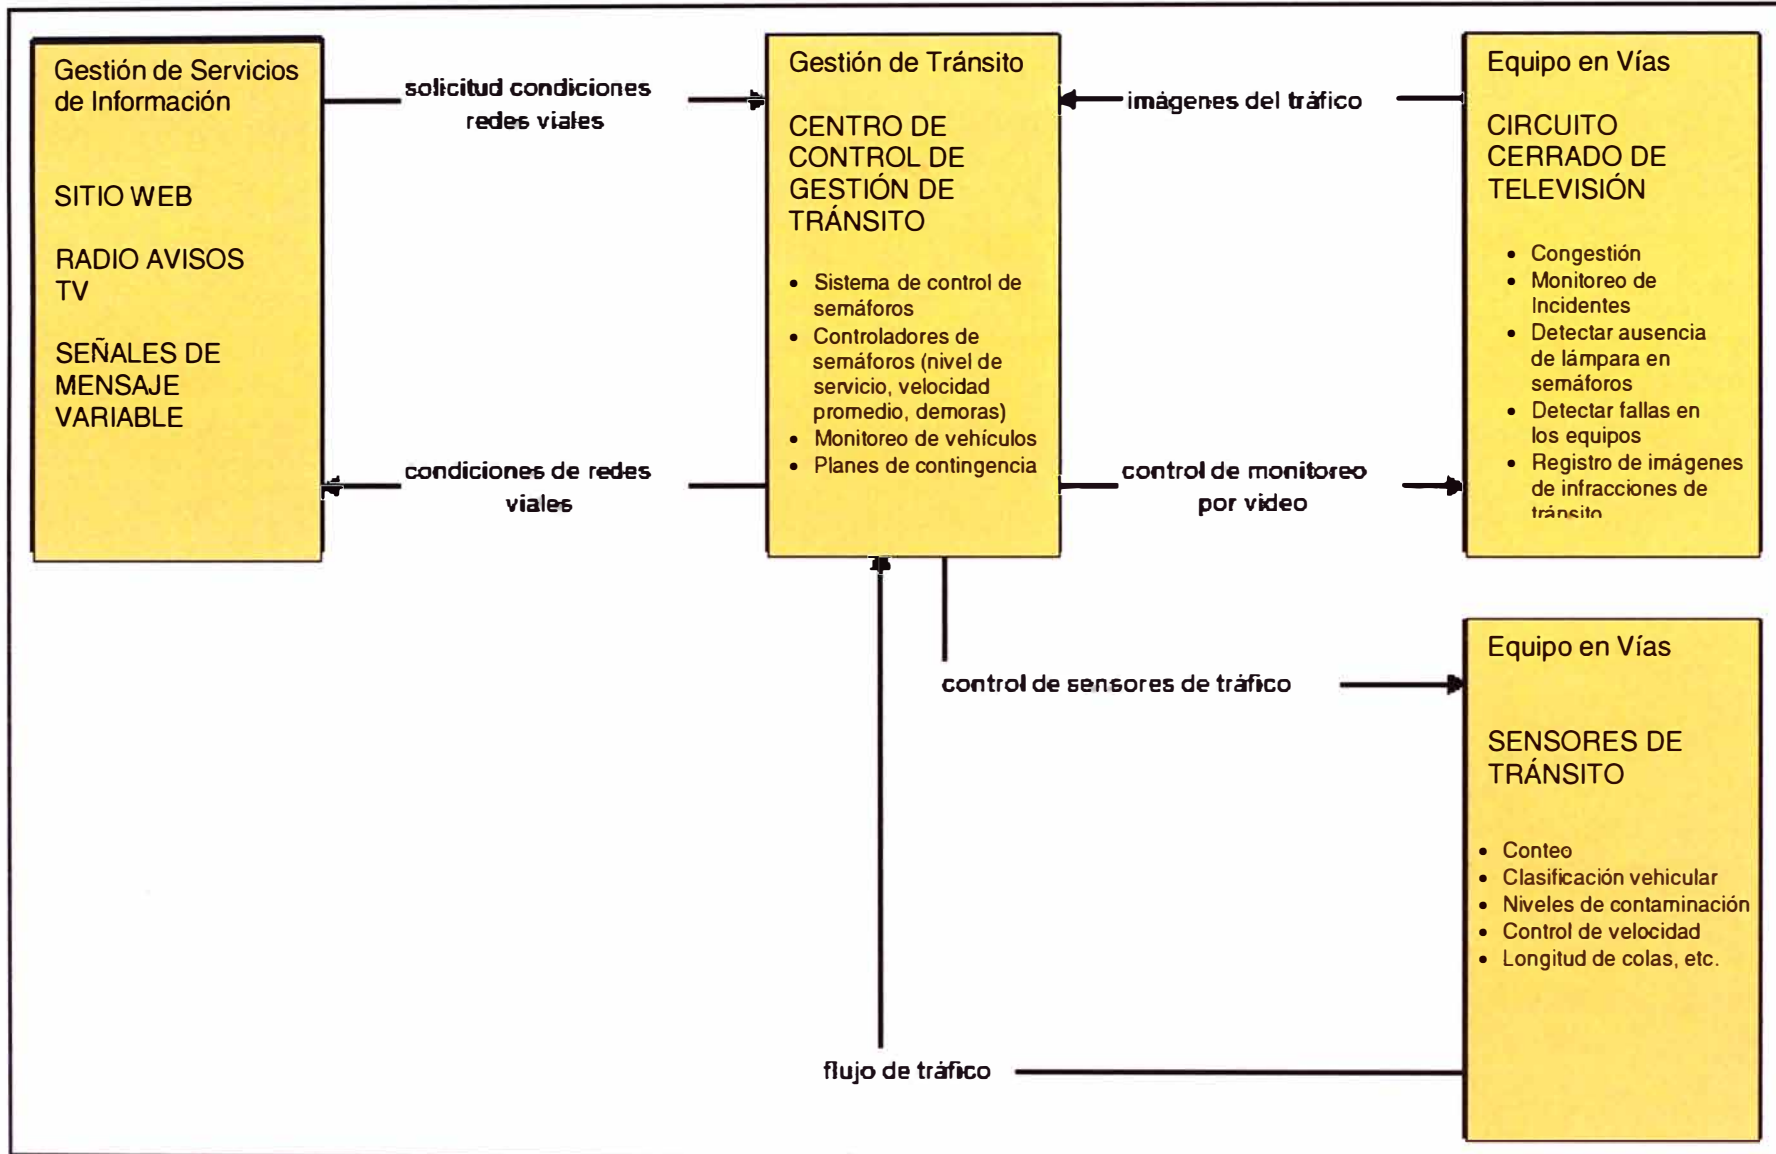 Gestión de Servicios
de Información
SITIO WEB
RADIO AVISOS
TV
SEÑALES DE
MENSAJE
VARIABLE
solicitud condiciones
redes viales
condiciones de redes
viales
Gestión de Tránsito
CENTRO DE
CONTROL DE
GESTIÓN DE
TRÁNSITO
• Sistema de control de
semáforos
• Controladores de
semáforos (nivel de
servicio, velocidad
promedio, demoras)
• Monitoreo de vehículos
• Planes de contingencia
imágenes del tráfico
control de monitoreo
por video
Equipo en Vías
CIRCUITO
CERRADO DE
TELEVISIÓN
• Congestión
• Monitoreo de
Incidentes
• Detectar ausencia
de lámpara en
semáforos
• Detectar fallas en
los equipos
• Registro de imágenes
de infracciones de
tránsito
control de sensores de tráfico
Equipo en Vías
SENSORES DE
TRÁNSITO
• Conteo
• Clasificación vehicular
• Niveles de contaminación
• Control de velocidad
• Longitud de colas, etc.
flujo de tráfico